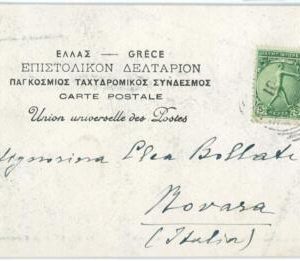 ΕΛΛΑΣ — GRÈCE
ΕΠΙΣΤΟΛΙΚΟΝ ΔΕΛΤΑΡΙΟΝ
ΠΑΓΚΟΣΜΙΟΣ ΤΑΧΥΔΡΟΜΙΚΟΣ ΣΥΝΔΕΣΜΟΣ
CARTE POSTALE
Union universelle des Postes
Novara
(Italia)